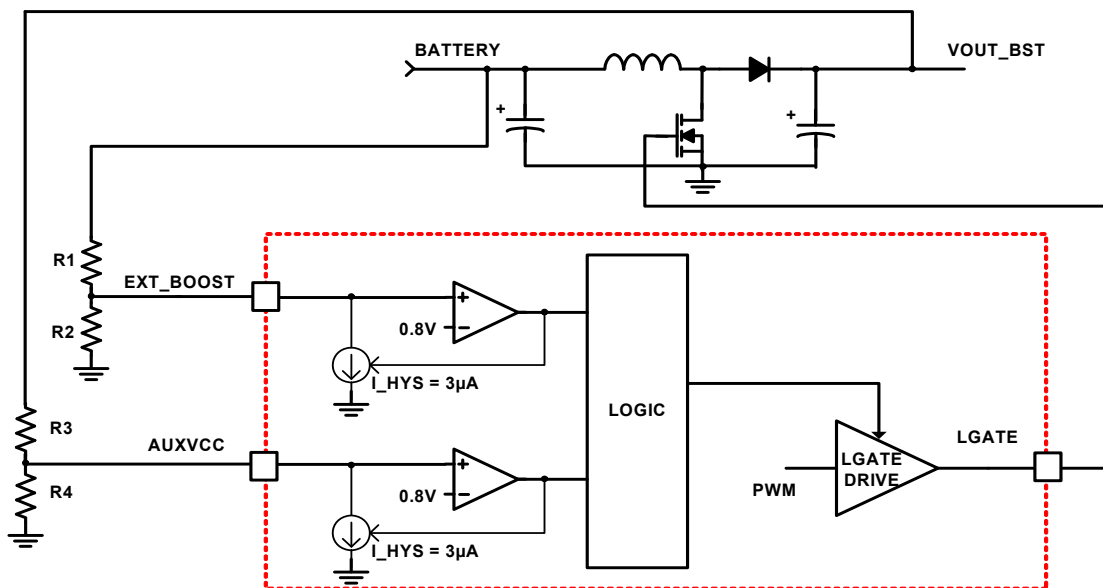 BATTERY
VOUT_BST
+
+
R1
EXT_BOOST
R2
+
0.8V
−
I_HYS = 3µA
LOGIC
R3
AUXVCC
R4
+
0.8V
−
I_HYS = 3µA
LGATE
DRIVE
PWM
LGATE